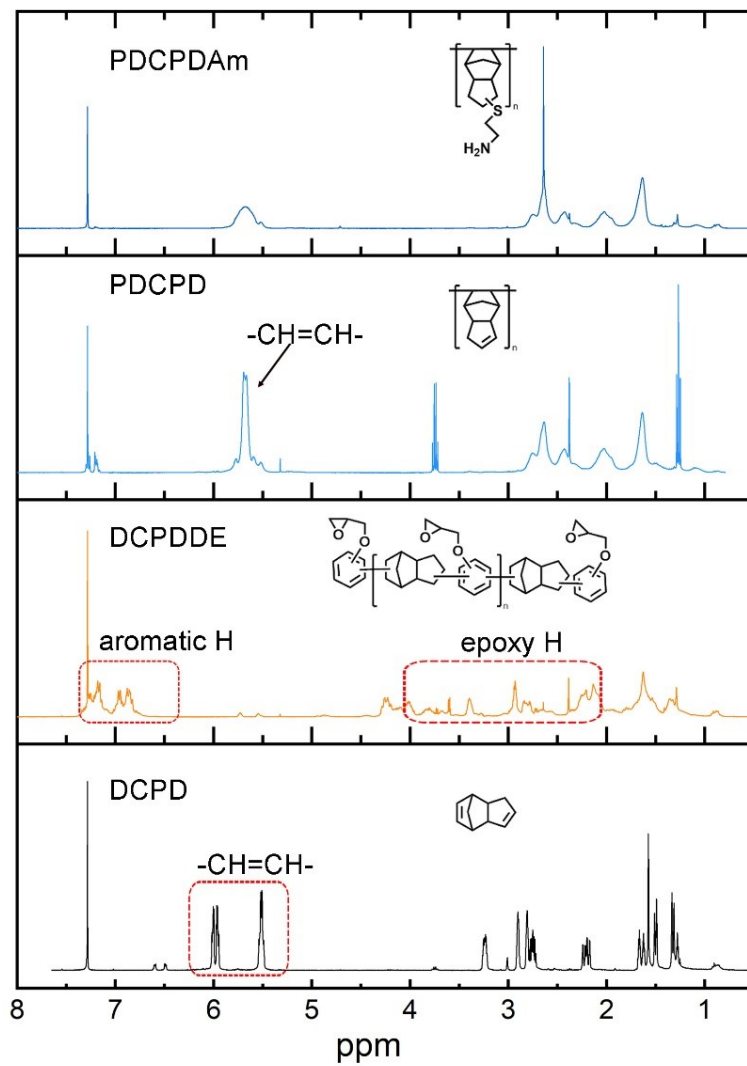 PDCPDAm
n
S
H₂N
PDCPD
n
-CH=CH-
DCPDDE
O
O
O
O
O
O
n
aromatic H
epoxy H
DCPD
-CH=CH-
8 7 6 5 4 3 2 1
ppm